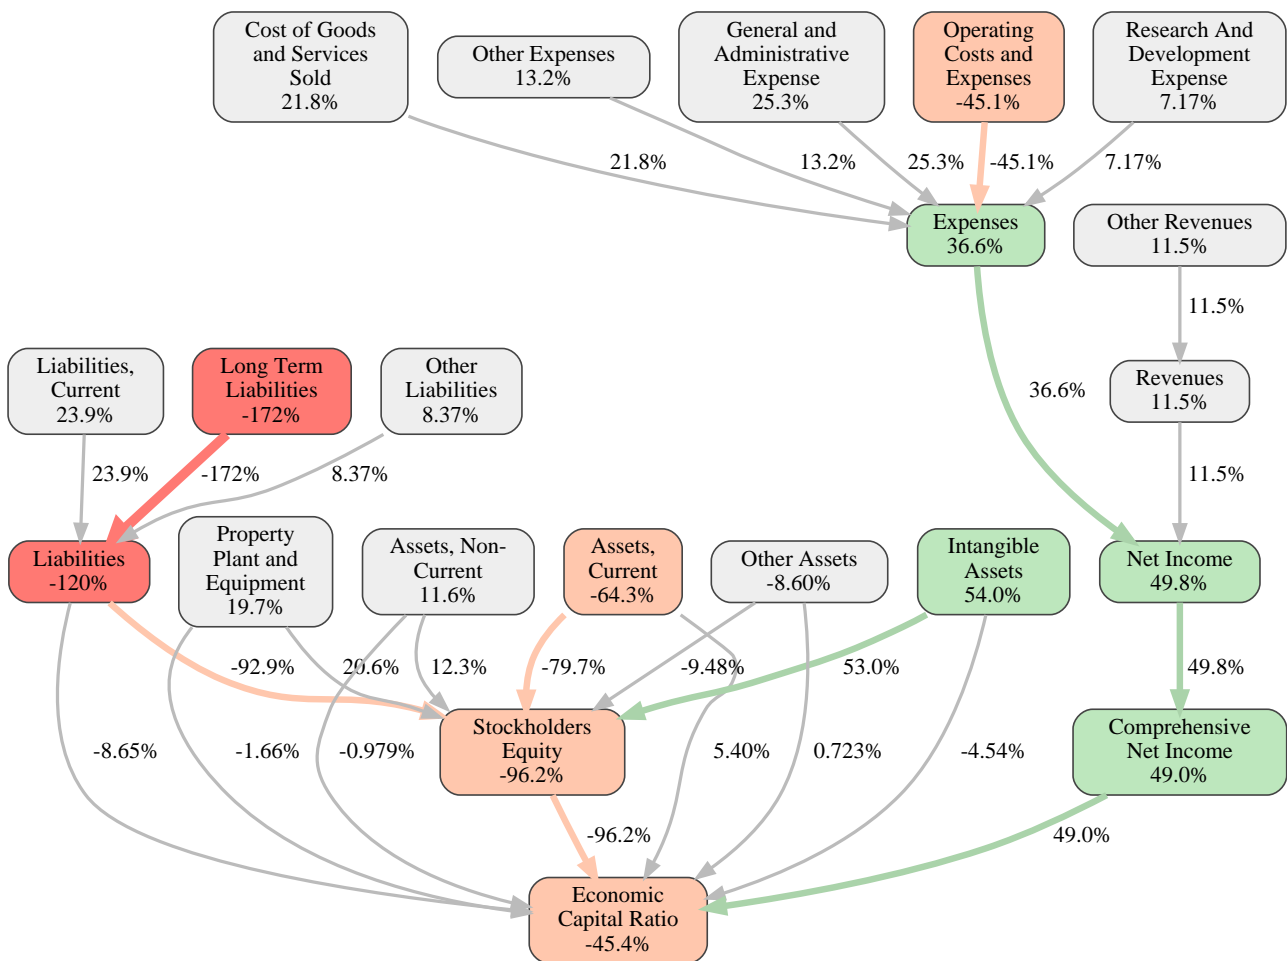 Cost of Goods
and Services
Sold
21.8%
Other Expenses
13.2%
General and
Administrative
Expense
25.3%
Operating
Costs and
Expenses
-45.1%
Research And
Development
Expense
7.17%
21.8%
13.2%
25.3%
-45.1%
7.17%
Expenses
36.6%
Other Revenues
11.5%
11.5%
Liabilities,
Current
23.9%
Long Term
Liabilities
-172%
Other
Liabilities
8.37%
36.6%
Revenues
11.5%
23.9%
-172%
8.37%
11.5%
Liabilities
-120%
Property
Plant and
Equipment
19.7%
Assets, Non-
Current
11.6%
Assets,
Current
-64.3%
Other Assets
-8.60%
Intangible
Assets
54.0%
Net Income
49.8%
-92.9%
20.6%
12.3%
-79.7%
-9.48%
53.0%
49.8%
Stockholders
Equity
-96.2%
Comprehensive
Net Income
49.0%
-8.65%
-1.66%
-0.979%
5.40%
0.723%
-4.54%
-96.2%
49.0%
Economic
Capital Ratio
-45.4%